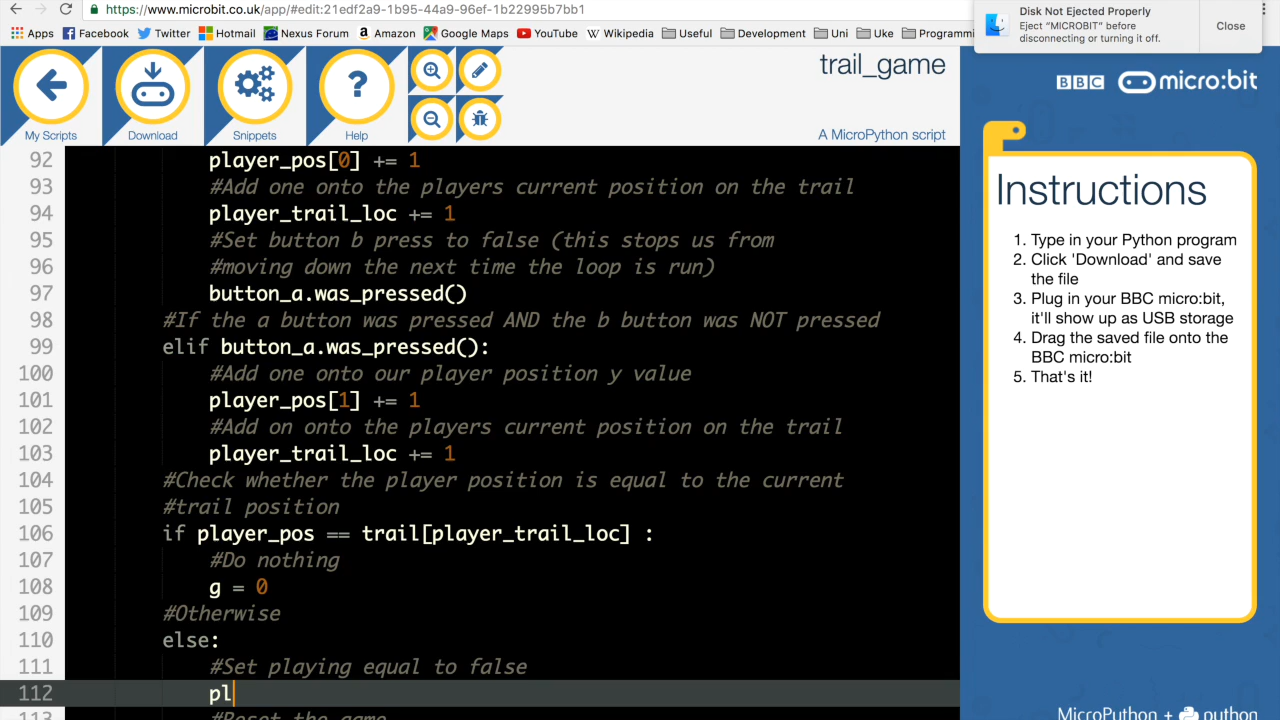 https://www.microbit.co.uk/app/#edit:21edf2a9-1b95-44a9-96ef-1b22995b7bb1
Apps Facebook Twitter Hotmail Nexus Forum Amazon Google Maps YouTube Wikipedia Useful Development Uni Uke Programmi
Disk Not Ejected Properly
Eject “MICROBIT” before
disconnecting or turning it off.
Close
My Scripts
Download
Snippets
?
Help
trail_game
A MicroPython script
BBC micro:bit
92 player_pos[0] += 1
93 #Add one onto the players current position on the trail
94 player_trail_loc += 1
95 #Set button b press to false (this stops us from
96 #moving down the next time the loop is run)
97 button_a.was_pressed()
98 #If the a button was pressed AND the b button was NOT pressed
99 elif button_a.was_pressed():
100 #Add one onto our player position y value
101 player_pos[1] += 1
102 #Add on onto the players current position on the trail
103 player_trail_loc += 1
104 #Check whether the player position is equal to the current
105 #trail position
106 if player_pos == trail[player_trail_loc] :
107 #Do nothing
108 g = 0
109 #Otherwise
110 else:
111 #Set playing equal to false
112 pl
113 #Reset the game
Instructions
1. Type in your Python program
2. Click 'Download' and save
the file
3. Plug in your BBC micro:bit,
it'll show up as USB storage
4. Drag the saved file onto the
BBC micro:bit
5. That's it!
MicroPython + python